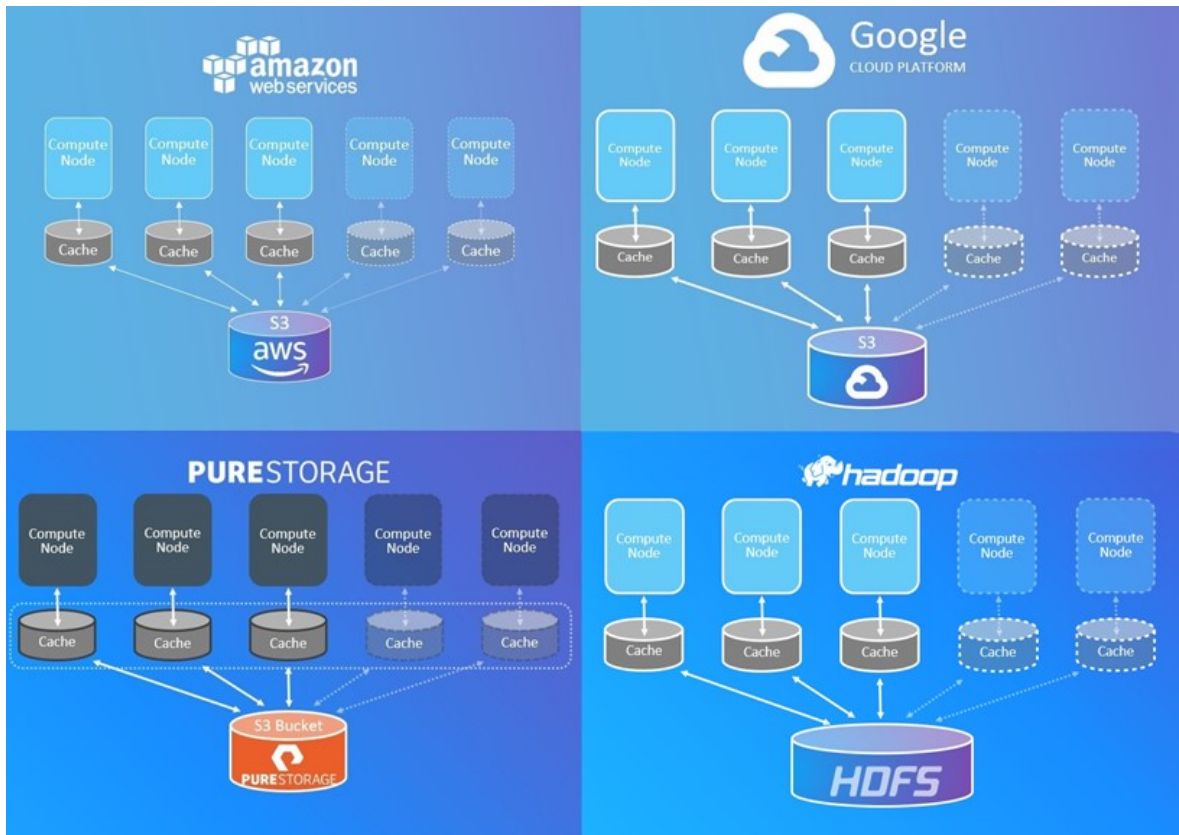 amazon
webservices
Compute
Node
Compute
Node
Compute
Node
Compute
Node
Compute
Node
Cache
Cache
Cache
Cache
Cache
S3
aws
Google
CLOUD PLATFORM
Compute
Node
Compute
Node
Compute
Node
Compute
Node
Compute
Node
Cache
Cache
Cache
Cache
Cache
S3
PURESTORAGE
Compute
Node
Compute
Node
Compute
Node
Compute
Node
Compute
Node
Cache
Cache
Cache
Cache
Cache
S3 Bucket
PURESTORAGE
hadoop
Compute
Node
Compute
Node
Compute
Node
Compute
Node
Compute
Node
Cache
Cache
Cache
Cache
Cache
HDFS